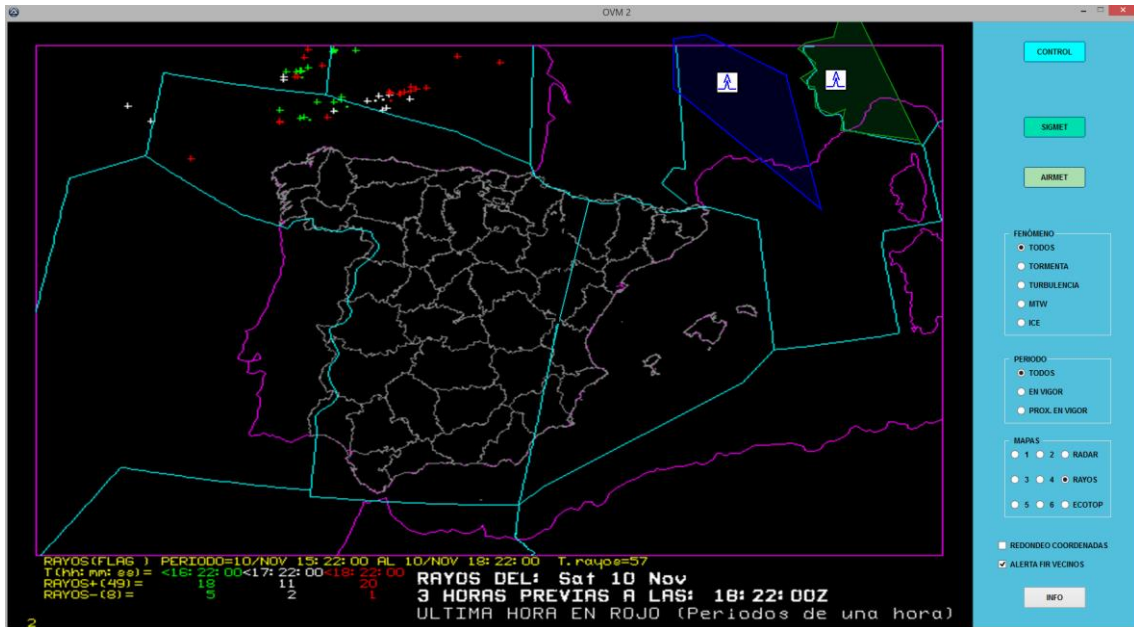 OVM 2
CONTROL
SIGMET
AIRMET
FENÓMENO
TODOS
TORMENTA
TURBULENCIA
MTW
ICE
PERIODO
TODOS
EN VIGOR
PROX. EN VIGOR
MAPAS
1 2 RADAR
3 4 RAYOS
5 6 ECOTOP
REDONDEO COORDENADAS
ALERTA FIR VECINOS
INFO
RAYOS(FLAG ) PERIODO=10/NOV 15:22:00 AL 10/NOV 18:22:00 T.rayos=57
T(hh:mm:ss)= <16:22:00<17:22:00<18:22:00
RAYOS+(49)= 18 11 20
RAYOS-(8)= 5 2 1
RAYOS DEL: Sat 10 Nov
3 HORAS PREVIAS A LAS: 18:22:00Z
ULTIMA HORA EN ROJO (Periodos de una hora)
2